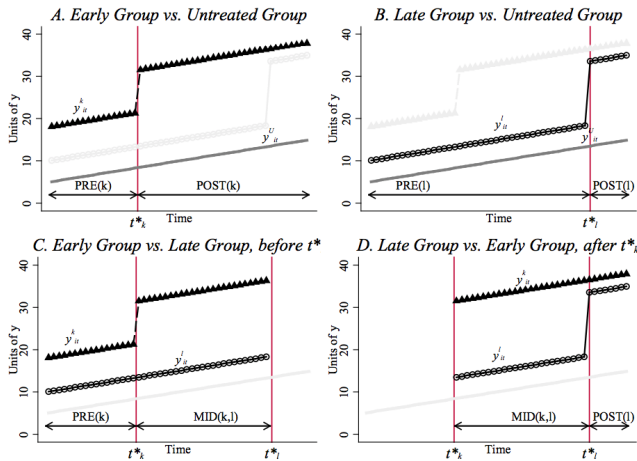 A. Early Group vs. Untreated Group
Units of y
40
30
20
10
0
y^k_it
y^U_it
PRE(k)
POST(k)
t*_k
Time
B. Late Group vs. Untreated Group
Units of y
40
30
20
10
0
y^l_it
y^U_it
PRE(l)
POST(l)
Time
t*_l
C. Early Group vs. Late Group, before t*
Units of y
40
30
20
10
0
y^k_it
y^l_it
PRE(k)
MID(k,l)
t*_k
Time
t*_l
D. Late Group vs. Early Group, after t*_k
Units of y
40
30
20
10
0
y^k_it
y^l_it
MID(k,l)
POST(l)
t*_k
Time
t*_l